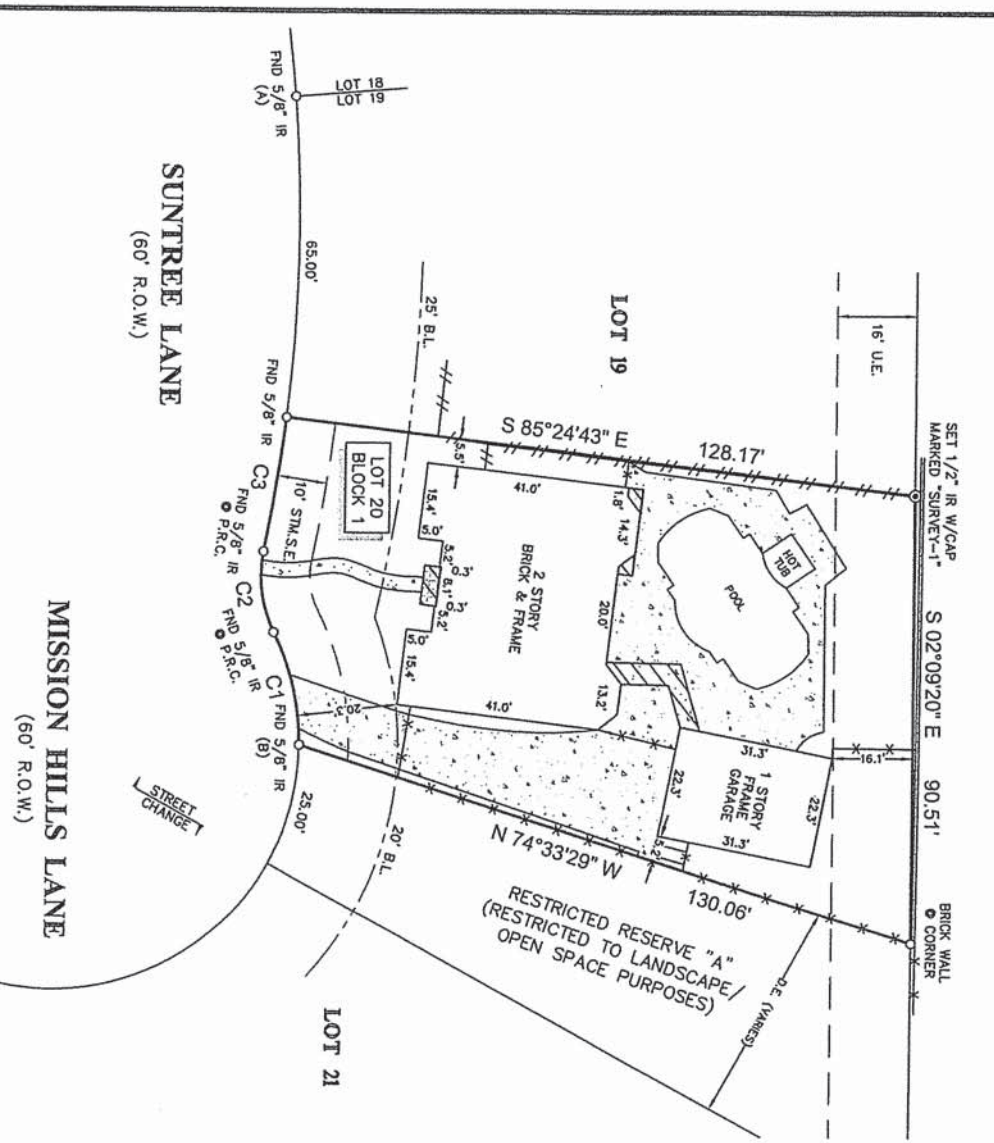 SET 1/2" IR W/CAP
MARKED "SURVEY-1"
S 02°09'20" E 90.51'
BRICK WALL
@ CORNER
16' U.E.
LOT 18
LOT 19
FND 5/8" IR
(A)
65.00'
SUNTREE LANE
(60' R.O.W.)
LOT 19
25' B.L.
S 85°24'43" E 128.17'
5.5'
FND 5/8" IR
C3
FND 5/8" IR
@ P.R.C.
C2
FND 5/8" IR
@ P.R.C.
C1
FND 5/8" IR
(B)
25.00'
10' STM.S.E.
LOT 20
BLOCK 1
41.0'
15.4'
5.0'
5.2'
0.3'
8.1'
0.3'
5.2'
5.0'
15.4'
41.0'
1.8'
14.3'
20.0'
13.2'
2 STORY
BRICK & FRAME
HOT
TUB
POOL
31.3'
22.3'
1 STORY
FRAME
GARAGE
22.3'
31.3'
16.1'
5.2'
20.3'
N 74°33'29" W 130.06'
20' B.L.
RESTRICTED RESERVE "A"
(RESTRICTED TO LANDSCAPE/
OPEN SPACE PURPOSES)
D.E. (VARIES)
LOT 21
STREET
CHANGE
MISSION HILLS LANE
(60' R.O.W.)